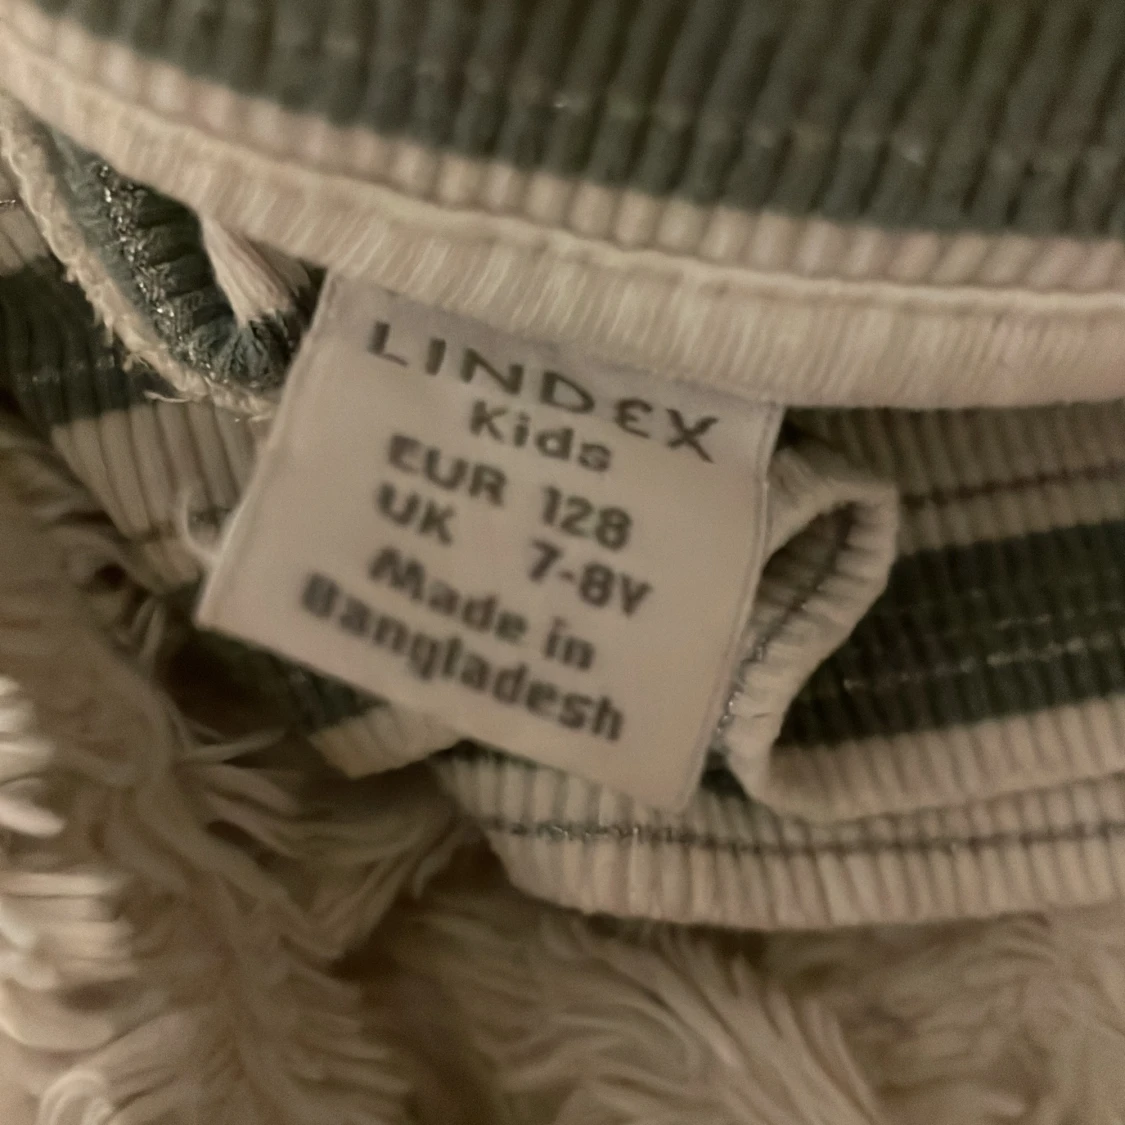 LINDEX
Kids
EUR 128
UK 7-8Y
Made in
Bangladesh